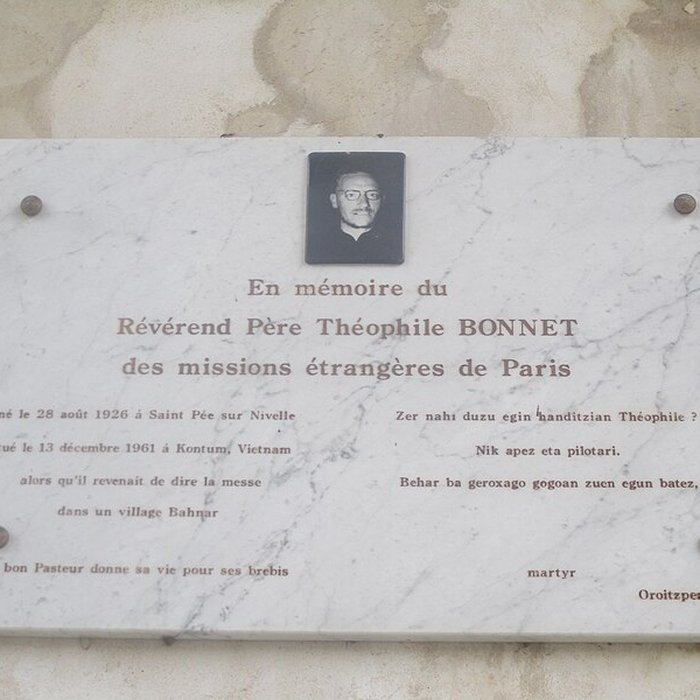 En mémoire du
Révérend Père Théophile BONNET
des missions étrangères de Paris
né le 28 août 1926 á Saint Pée sur Nivelle
tué le 13 décembre 1961 á Kontum, Vietnam
alors qu'il revenait de dire la messe
dans un village Bahnar
bon Pasteur donne sa vie pour ses brebis
Zer nahi duzu egin handitzian Théophile ?
Nik apez eta pilotari.
Behar ba geroxago gogoan zuen egun batez,
martyr